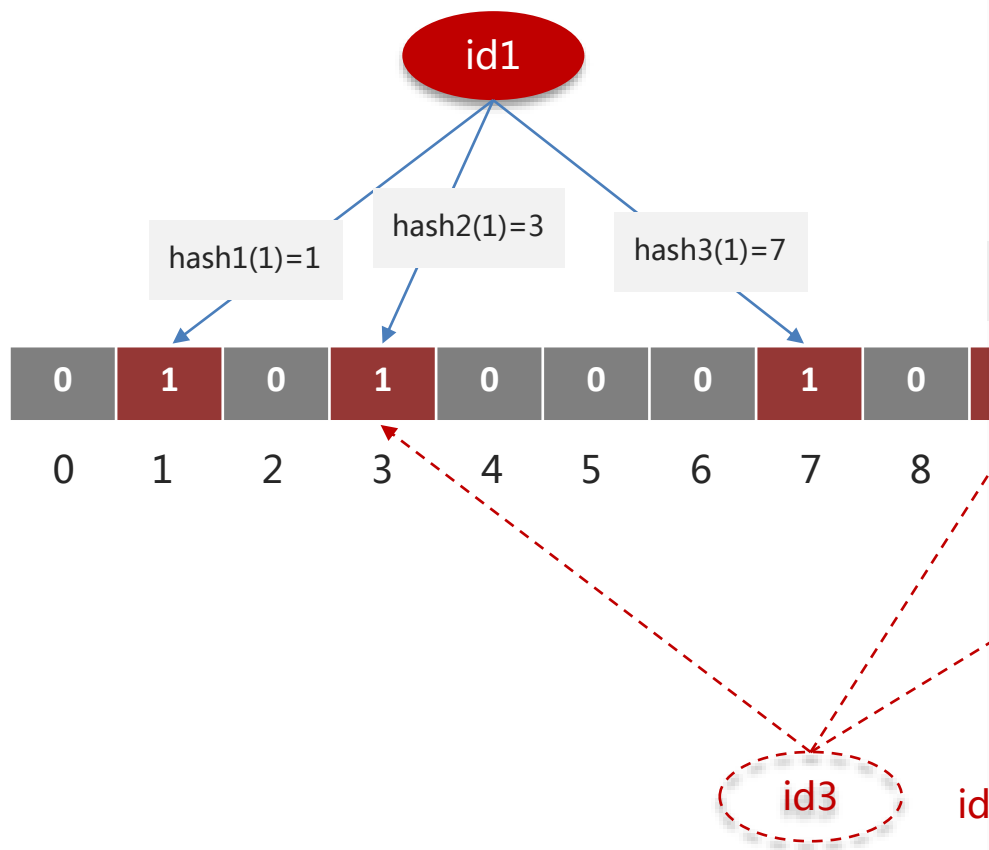 id1
hash1(1)=1
hash2(1)=3
hash3(1)=7
0 1 0 1 0 0 0 1 0
0 1 2 3 4 5 6 7 8
id3
id